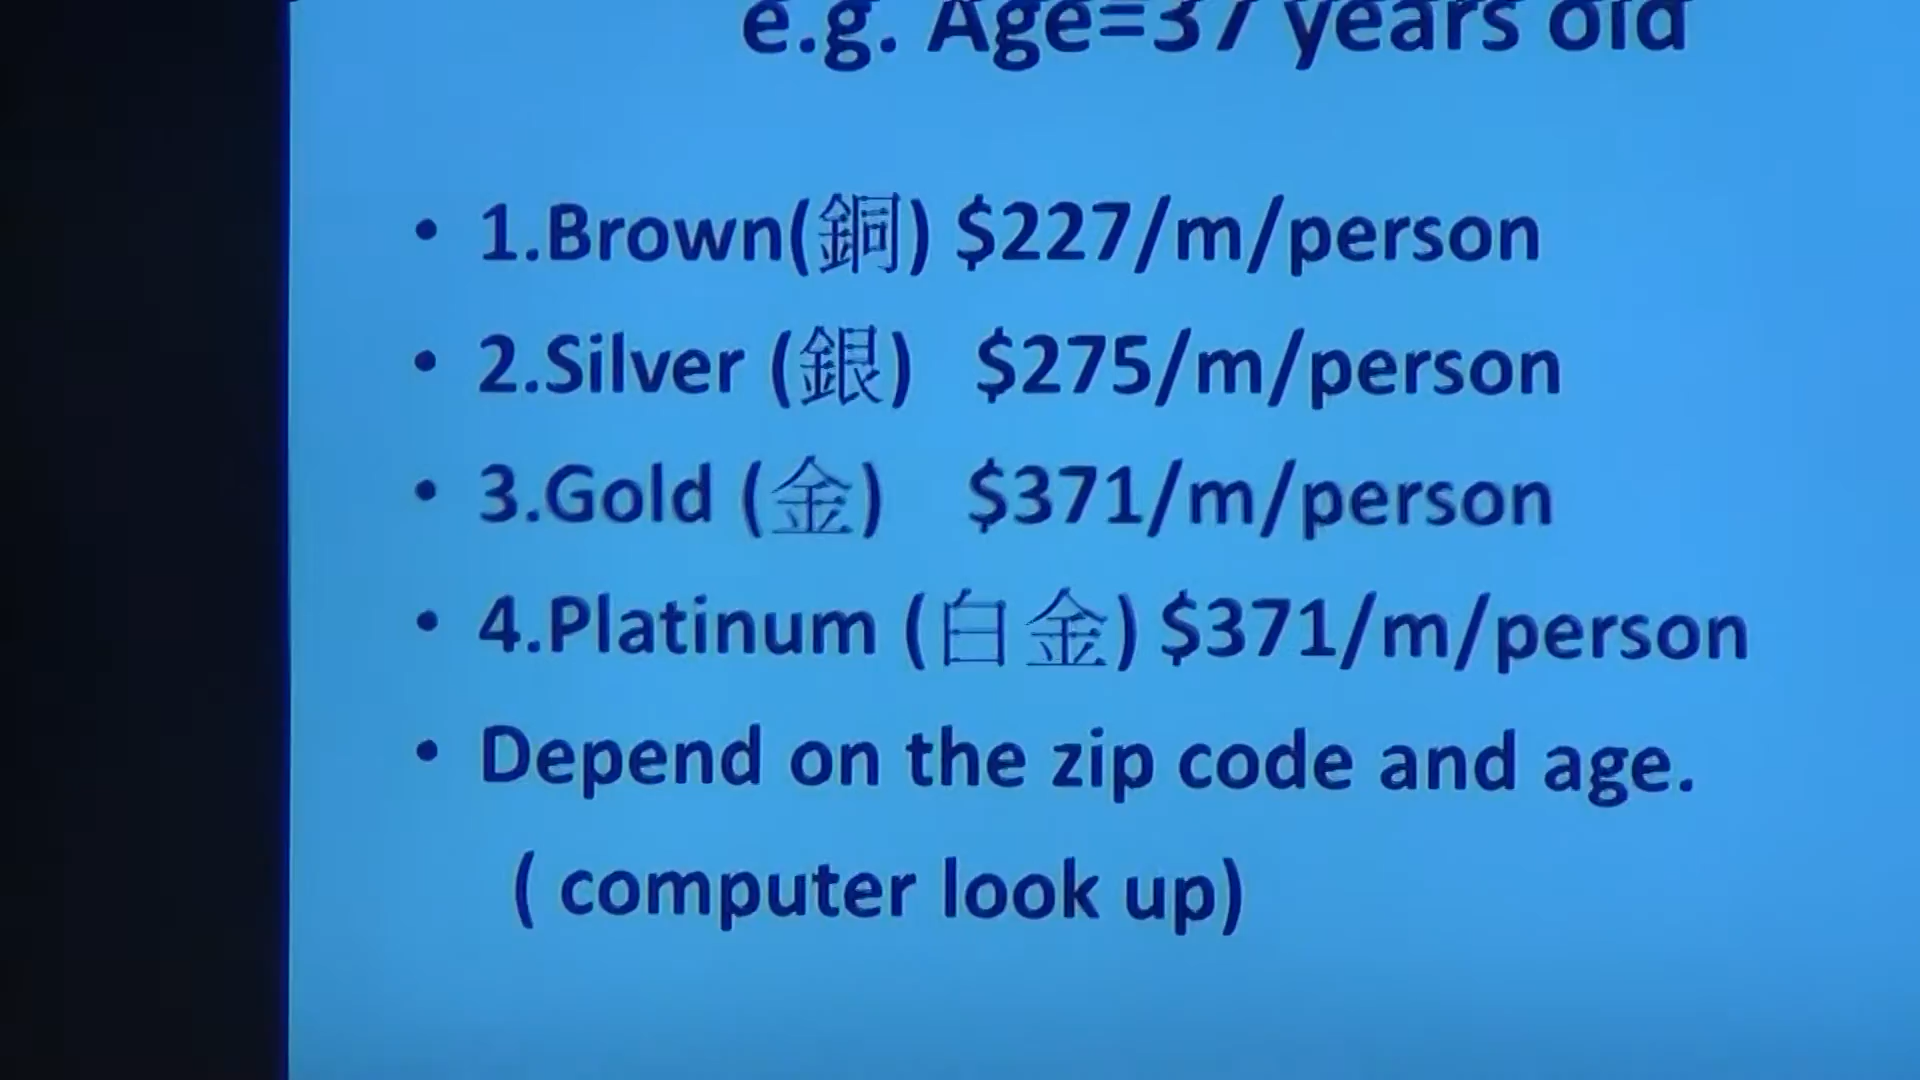 e.g. Age=37 years old
• 1.Brown(銅) $227/m/person
• 2.Silver (銀) $275/m/person
• 3.Gold (金) $371/m/person
• 4.Platinum (白金) $371/m/person
• Depend on the zip code and age.
( computer look up)